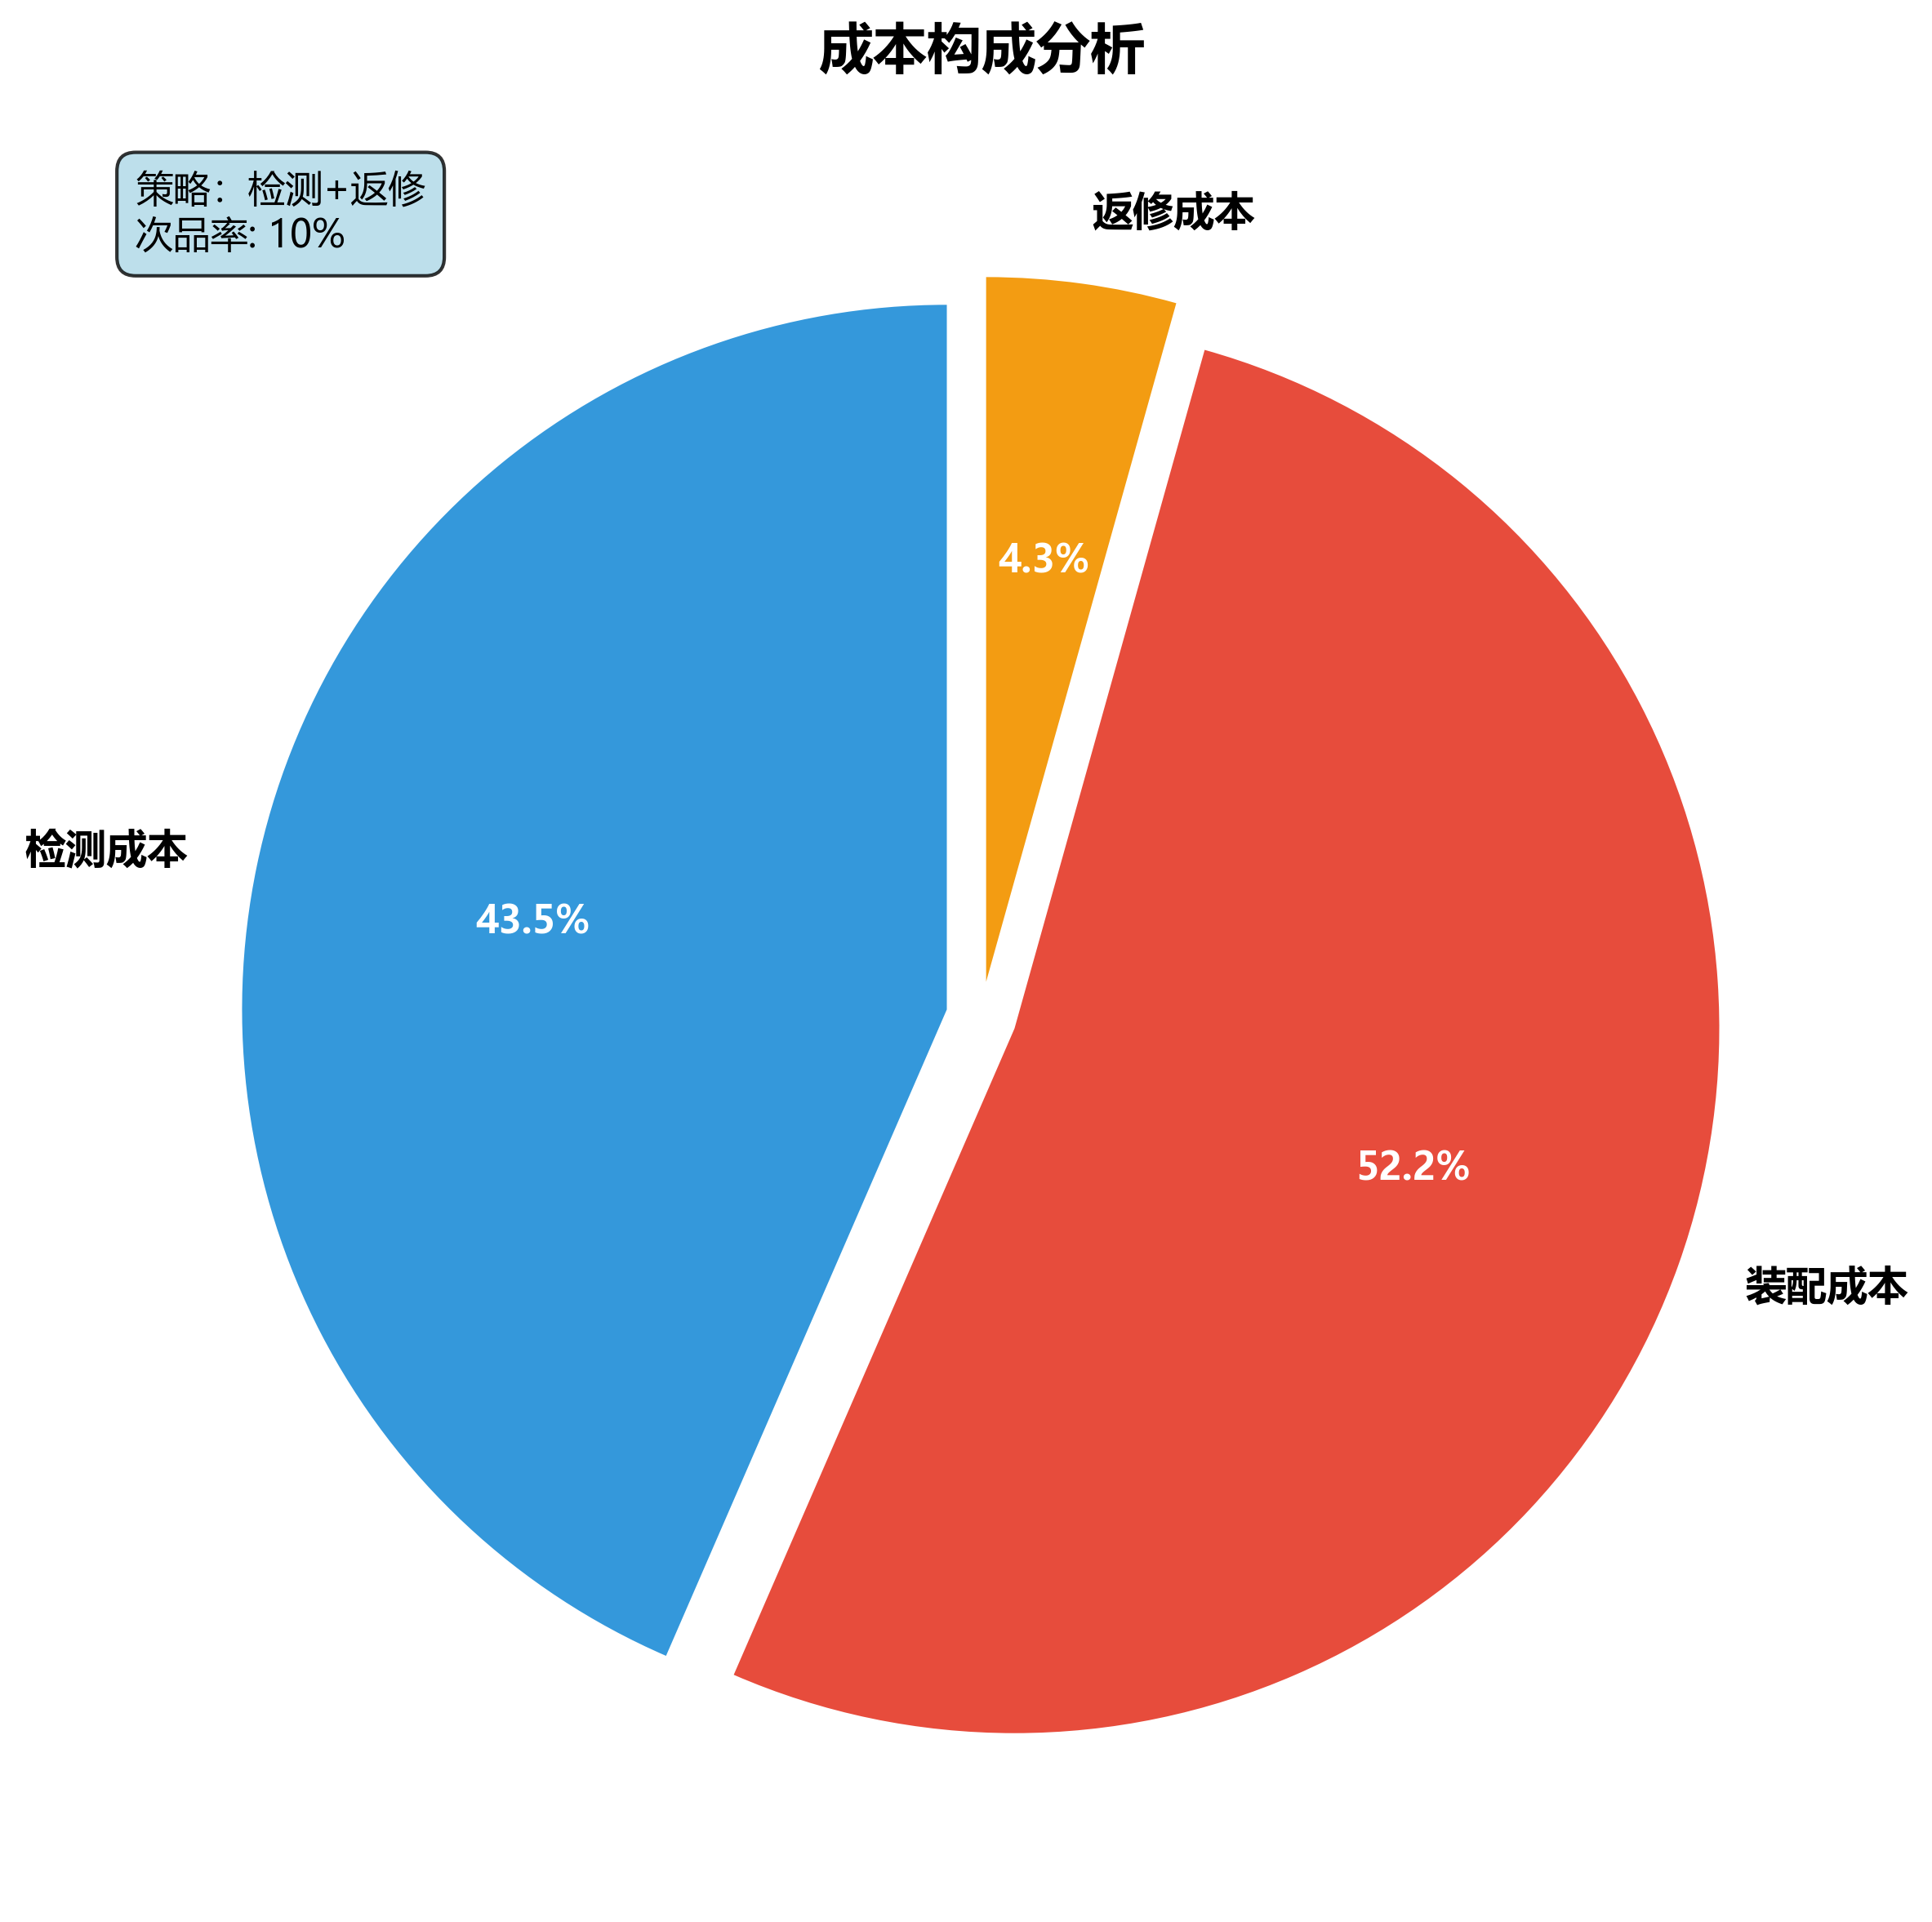 成本构成分析
策略: 检测+返修
次品率: 10%
返修成本
4.3%
检测成本
43.5%
52.2%
装配成本